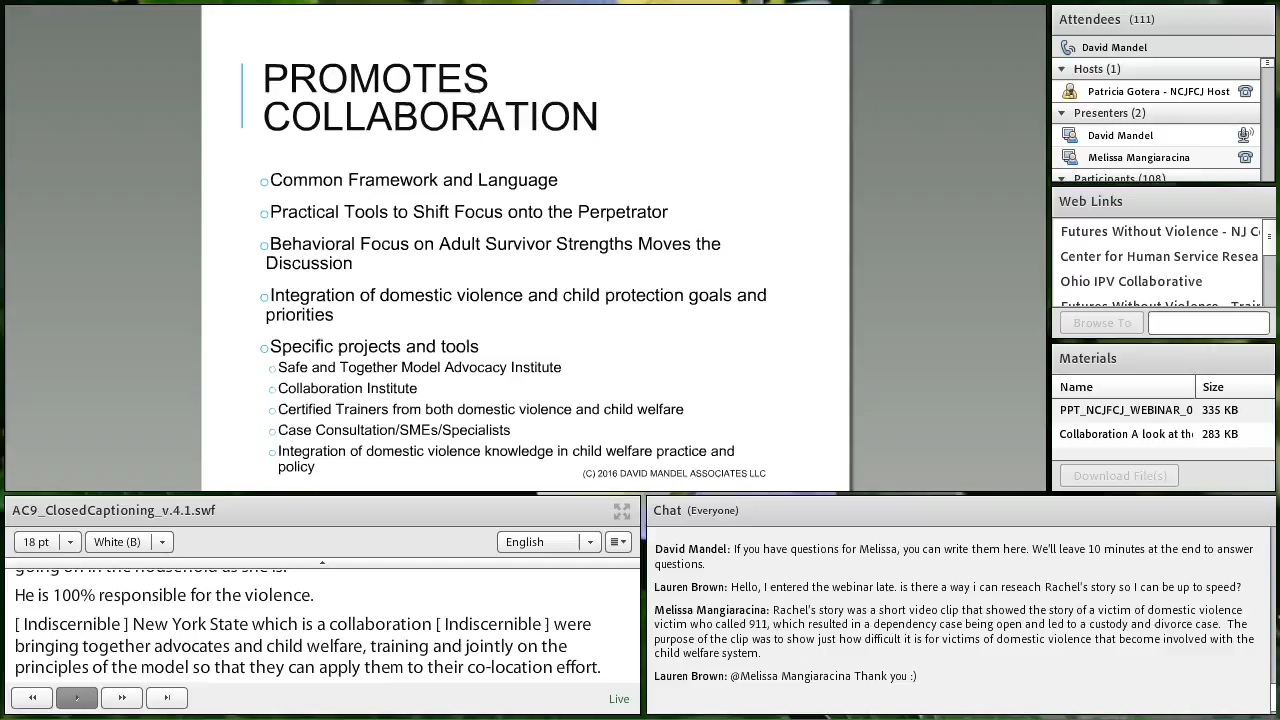 PROMOTES
COLLABORATION
Common Framework and Language
Practical Tools to Shift Focus onto the Perpetrator
Behavioral Focus on Adult Survivor Strengths Moves the
Discussion
Integration of domestic violence and child protection goals and
priorities
Specific projects and tools
Safe and Together Model Advocacy Institute
Collaboration Institute
Certified Trainers from both domestic violence and child welfare
Case Consultation/SMEs/Specialists
Integration of domestic violence knowledge in child welfare practice and
policy
(C) 2016 DAVID MANDEL ASSOCIATES LLC
Attendees (111)
David Mandel
Hosts (1)
Patricia Gotera - NCJFCJ Host
Presenters (2)
David Mandel
Melissa Mangiaracina
Participants (108)
Web Links
Futures Without Violence - NJ C
Center for Human Service Resea
Ohio IPV Collaborative
Futures Without Violence - Trai
Browse To
Materials
Name Size
PPT_NCJFCJ_WEBINAR_0 335 KB
Collaboration A look at the 283 KB
Download File(s)
AC9_ClosedCaptioning_v.4.1.swf
18 pt White (B) English
going on in the household as she is.
He is 100% responsible for the violence.
[ Indiscernible ] New York State which is a collaboration [ Indiscernible ] were
bringing together advocates and child welfare, training and jointly on the
principles of the model so that they can apply them to their co-location effort.
Live
Chat (Everyone)
David Mandel: If you have questions for Melissa, you can write them here. We'll leave 10 minutes at the end to answer
questions.
Lauren Brown: Hello, I entered the webinar late. is there a way i can reseach Rachel's story so I can be up to speed?
Melissa Mangiaracina: Rachel's story was a short video clip that showed the story of a victim of domestic violence
victim who called 911, which resulted in a dependency case being open and led to a custody and divorce case. The
purpose of the clip was to show just how difficult it is for victims of domestic violence that become involved with the
child welfare system.
Lauren Brown: @Melissa Mangiaracina Thank you :)